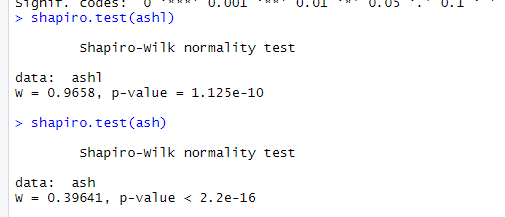 Signif. codes: 0 '***' 0.001 '**' 0.01 '*' 0.05 '.' 0.1 ' '
> shapiro.test(ashl)
Shapiro-Wilk normality test
data: ashl
W = 0.9658, p-value = 1.125e-10
> shapiro.test(ash)
Shapiro-Wilk normality test
data: ash
W = 0.39641, p-value < 2.2e-16